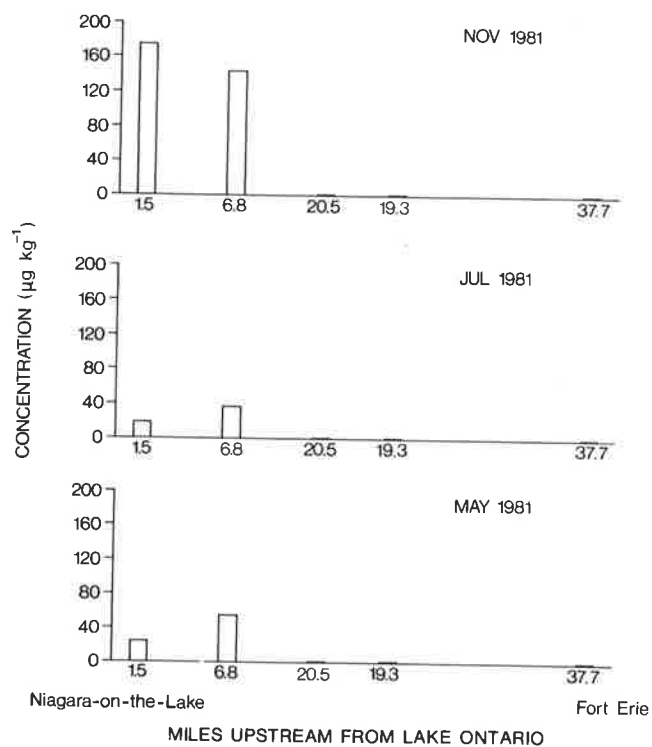 NOV 1981
200
160
120
80
40
0
1.5 6.8 20.5 19.3 37.7
JUL 1981
200
160
120
80
40
0
1.5 6.8 20.5 19.3 37.7
MAY 1981
200
160
120
80
40
0
1.5 6.8 20.5 19.3 37.7
CONCENTRATION (µg kg⁻¹)
Niagara-on-the-Lake Fort Erie
MILES UPSTREAM FROM LAKE ONTARIO